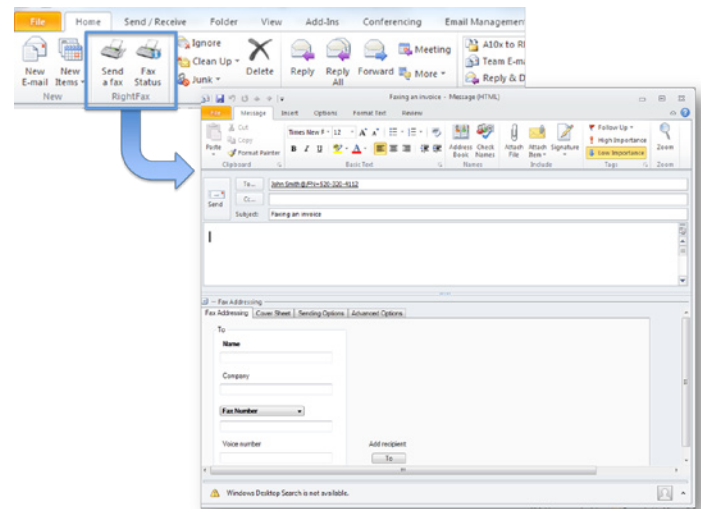 File Home Send / Receive Folder View Add-Ins Conferencing Email Management
New E-mail
New Items
Send a fax
Fax Status
Ignore
Clean Up
Junk
Delete
Reply
Reply All
Forward
Meeting
More
Team E-ma
Reply & D
New RightFax
Faxing an invoice - Message (HTML)
File Message Insert Options Format Text Review
Paste
Cut
Copy
Format Painter
Times New R 12
B I U
Address Book
Check Names
Attach File
Attach Item
Signature
Follow Up
High Importance
Low Importance
Zoom
Clipboard Basic Text Names Include Tags Zoom
Send
To...
Cc...
Subject: Faxing an invoice
Fax Addressing
Fax Addressing Cover Sheet Sending Options Advanced Options
To
Name
Company
Fax Number
Voice number
Add recipient
To
Windows Desktop Search is not available.